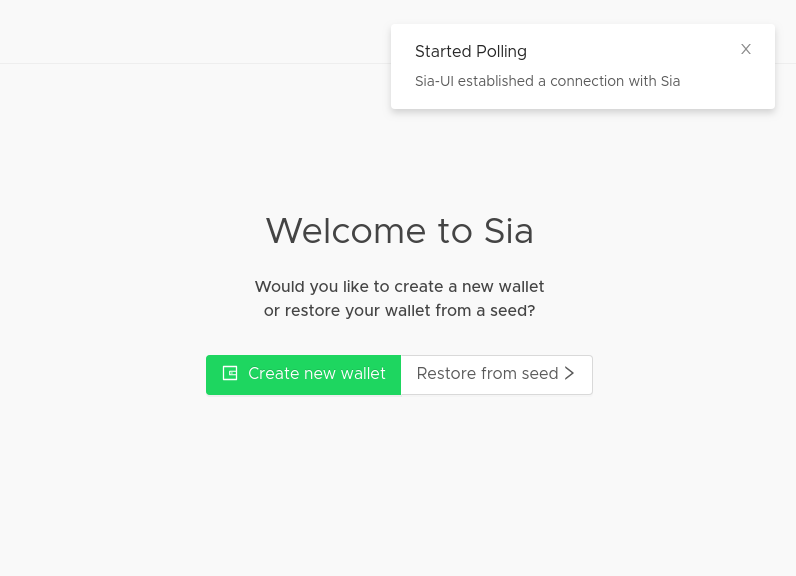 Started Polling
Sia-UI established a connection with Sia
Welcome to Sia
Would you like to create a new wallet
or restore your wallet from a seed?
Create new wallet
Restore from seed